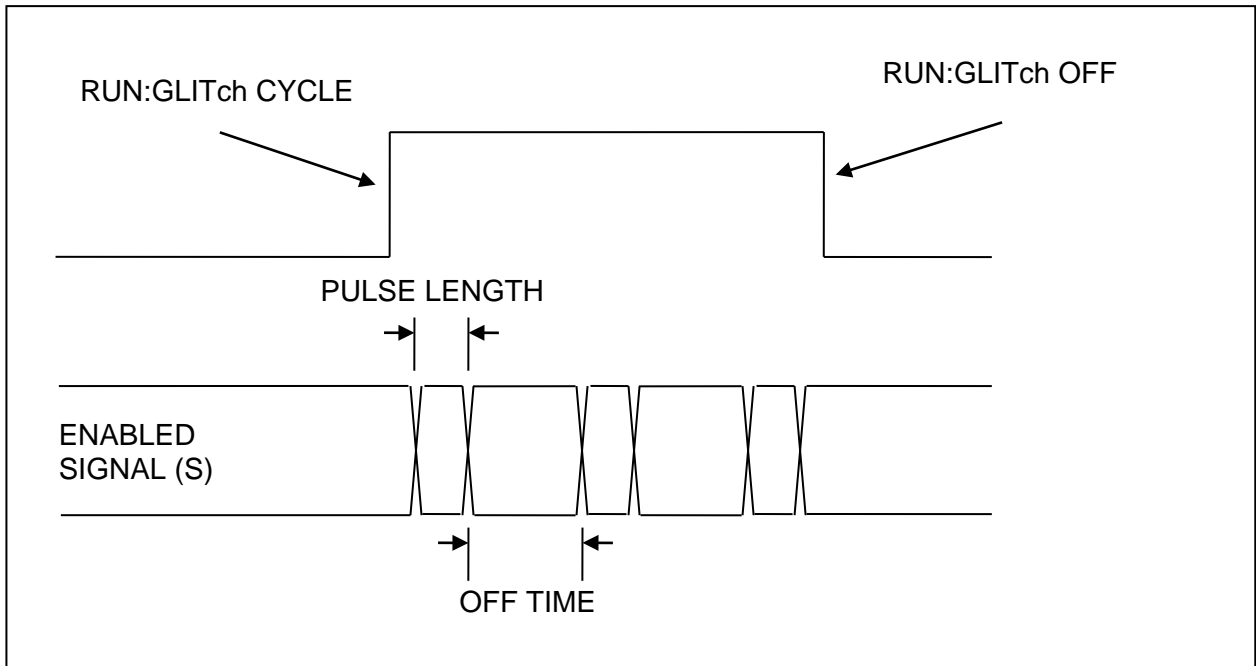 RUN:GLITch CYCLE
RUN:GLITch OFF
PULSE LENGTH
ENABLED
SIGNAL (S)
OFF TIME